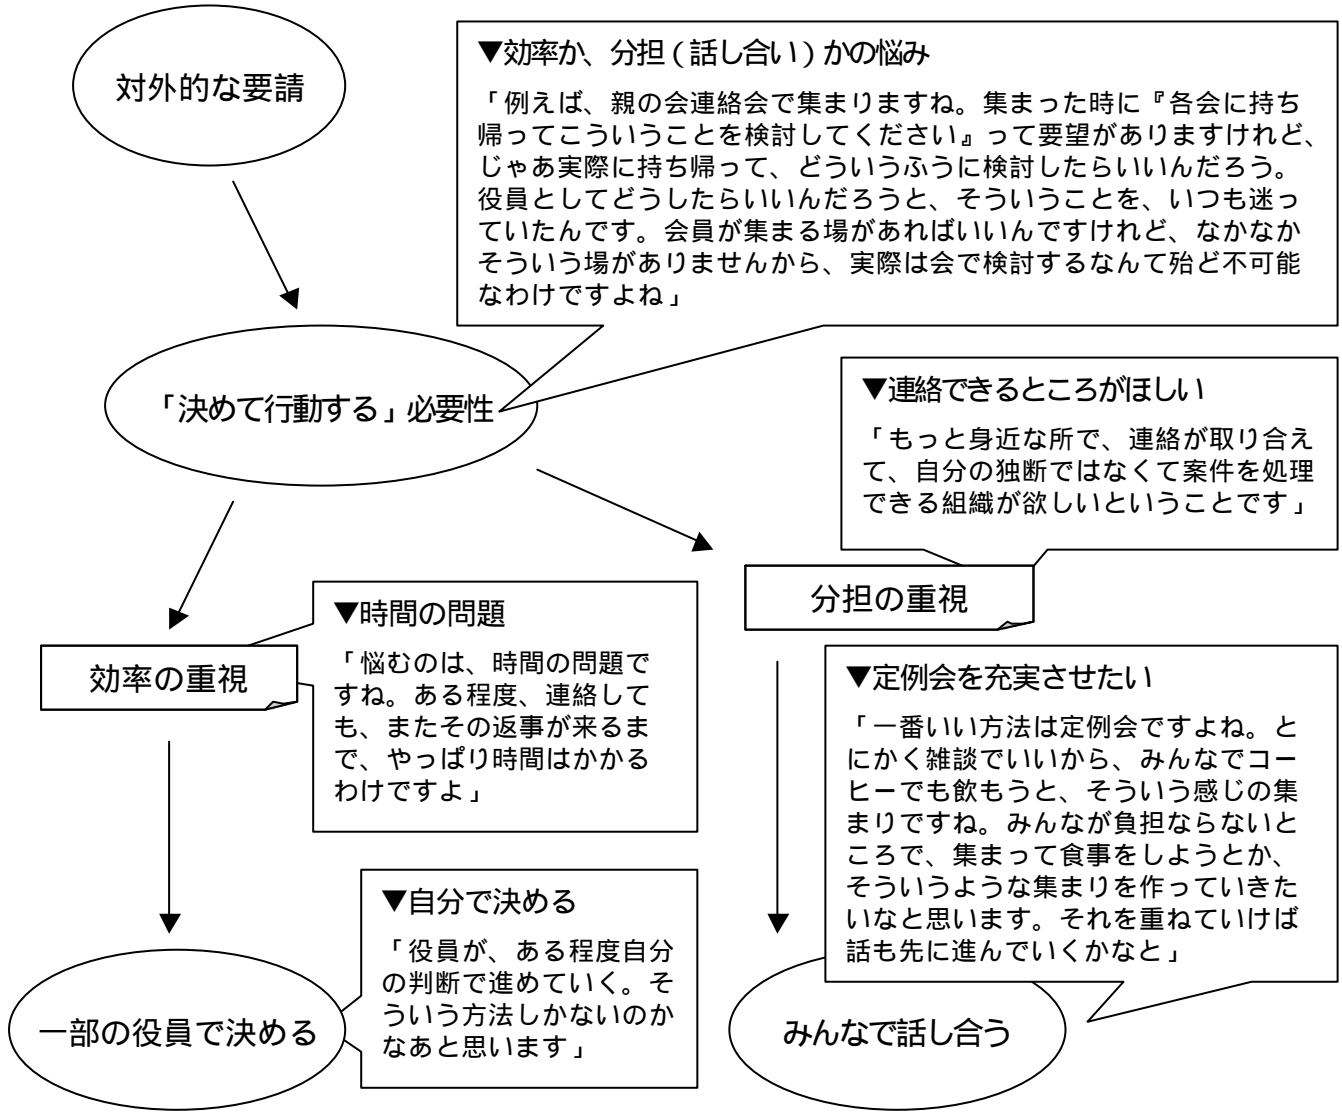 対外的な要請
▼効率か、分担(話し合い)かの悩み
「例えば、親の会連絡会で集まりますね。集まった時に『各会に持ち
帰ってこういうことを検討してください』って要望がありますけれど、
じゃあ実際に持ち帰って、どういうふうに検討したらいいんだろう。
役員としてどうしたらいいんだろうと、そういうことを、いつも迷っ
ていたんです。会員が集まる場があればいいんですけれど、なかなか
そういう場がありませんから、実際は会で検討するなんて殆ど不可能
なわけですよね」
「決めて行動する」必要性
▼連絡できるところがほしい
「もっと身近な所で、連絡が取り合え
て、自分の独断ではなくて案件を処理
できる組織が欲しいということです」
分担の重視
▼時間の問題
「悩むのは、時間の問題で
すね。ある程度、連絡して
も、またその返事が来るま
で、やっぱり時間はかかる
わけですよ」
効率の重視
▼定例会を充実させたい
「一番いい方法は定例会ですよね。と
にかく雑談でいいから、みんなでコー
ヒーでも飲もうと、そういう感じの集
まりですね。みんなが負担ならないと
ころで、集まって食事をしようとか、
そういうような集まりを作っていきた
いなと思います。それを重ねていけば
話も先に進んでいくかなと」
▼自分で決める
「役員が、ある程度自分
の判断で進めていく。そ
ういう方法しかないのか
なあと思います」
一部の役員で決める
みんなで話し合う